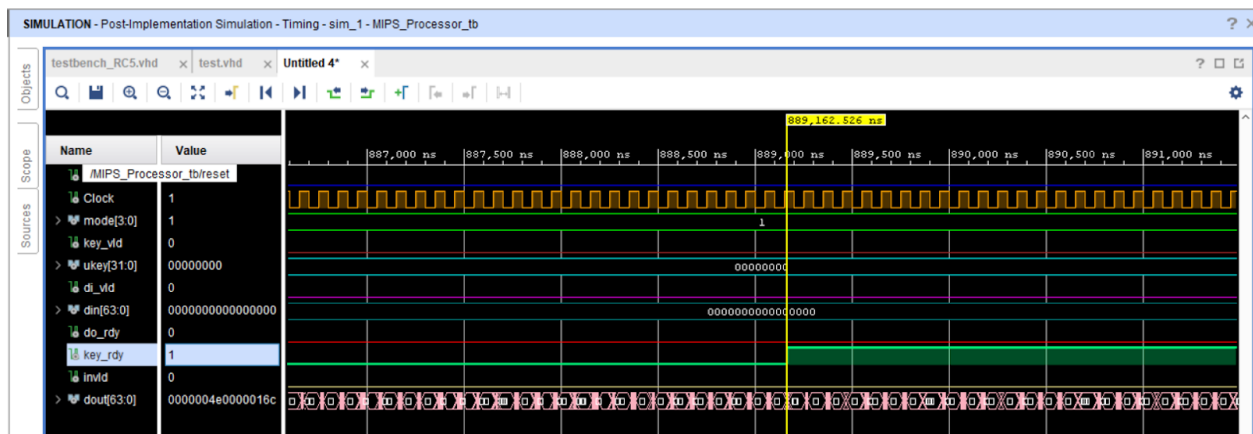 SIMULATION - Post-Implementation Simulation - Timing - sim_1 - MIPS_Processor_tb
testbench_RC5.vhd test.vhd Untitled 4*
Objects
Scope
Sources
889,162.526 ns
Name Value
887,000 ns 887,500 ns 888,000 ns 888,500 ns 889,000 ns 889,500 ns 890,000 ns 890,500 ns 891,000 ns
/MIPS_Processor_tb/reset
Clock 1
mode[3:0] 1 1
key_vld 0
ukey[31:0] 00000000 00000000
di_vld 0
din[63:0] 0000000000000000 0000000000000000
do_rdy 0
key_rdy 1
invld 0
dout[63:0] 0000004e0000016c